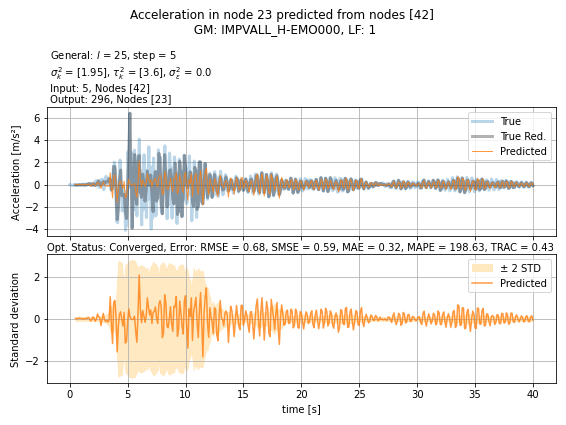 Acceleration in node 23 predicted from nodes [42]
GM: IMPVALL_H-EMO000, LF: 1
General: l = 25, step = 5
σ²ₖ = [1.95], τ²ₖ = [3.6], σ²ε = 0.0
Input: 5, Nodes [42]
Output: 296, Nodes [23]
Acceleration [m/s²]
6
4
2
0
−2
−4
True
True Red.
Predicted
Opt. Status: Converged, Error: RMSE = 0.68, SMSE = 0.59, MAE = 0.32, MAPE = 198.63, TRAC = 0.43
Standard deviation
2
0
−2
± 2 STD
Predicted
0 5 10 15 20 25 30 35 40
time [s]